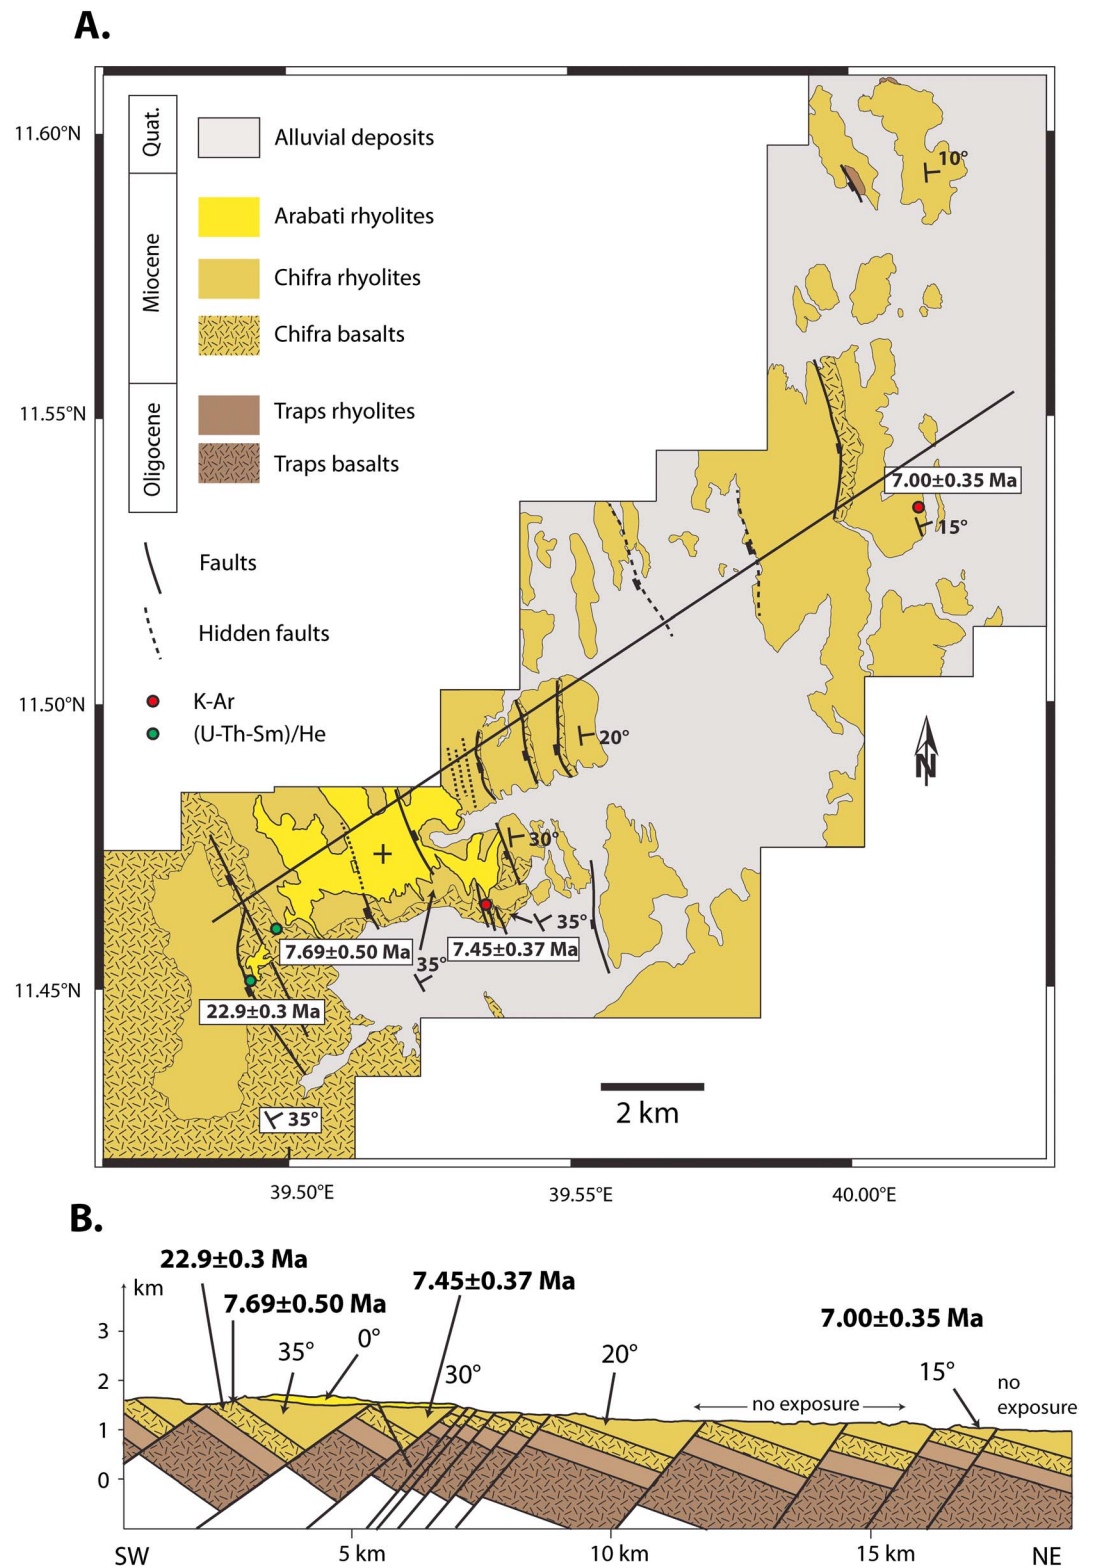 A.
11.60°N
11.55°N
11.50°N
11.45°N
Quat.
Miocene
Oligocene
Alluvial deposits
Arabati rhyolites
Chifra rhyolites
Chifra basalts
Traps rhyolites
Traps basalts
Faults
Hidden faults
K-Ar
(U-Th-Sm)/He
10°
7.00±0.35 Ma
15°
20°
N
30°
35°
7.69±0.50 Ma
7.45±0.37 Ma
35°
22.9±0.3 Ma
2 km
35°
39.50°E
39.55°E
40.00°E
B.
22.9±0.3 Ma
7.69±0.50 Ma
7.45±0.37 Ma
7.00±0.35 Ma
km
3
2
1
0
35°
0°
30°
20°
no exposure
15°
no
exposure
SW
5 km
10 km
15 km
NE